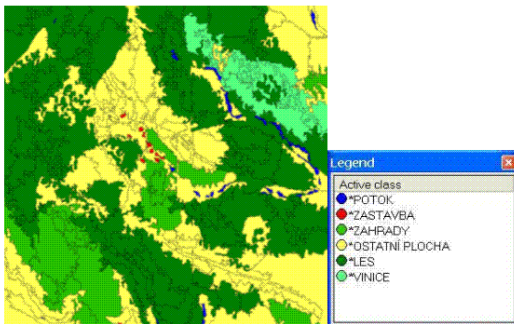 Legend
Active class
*POTOK
*ZASTAVBA
*ZAHRADY
*OSTATNÍ PLOCHA
*LES
*VINICE